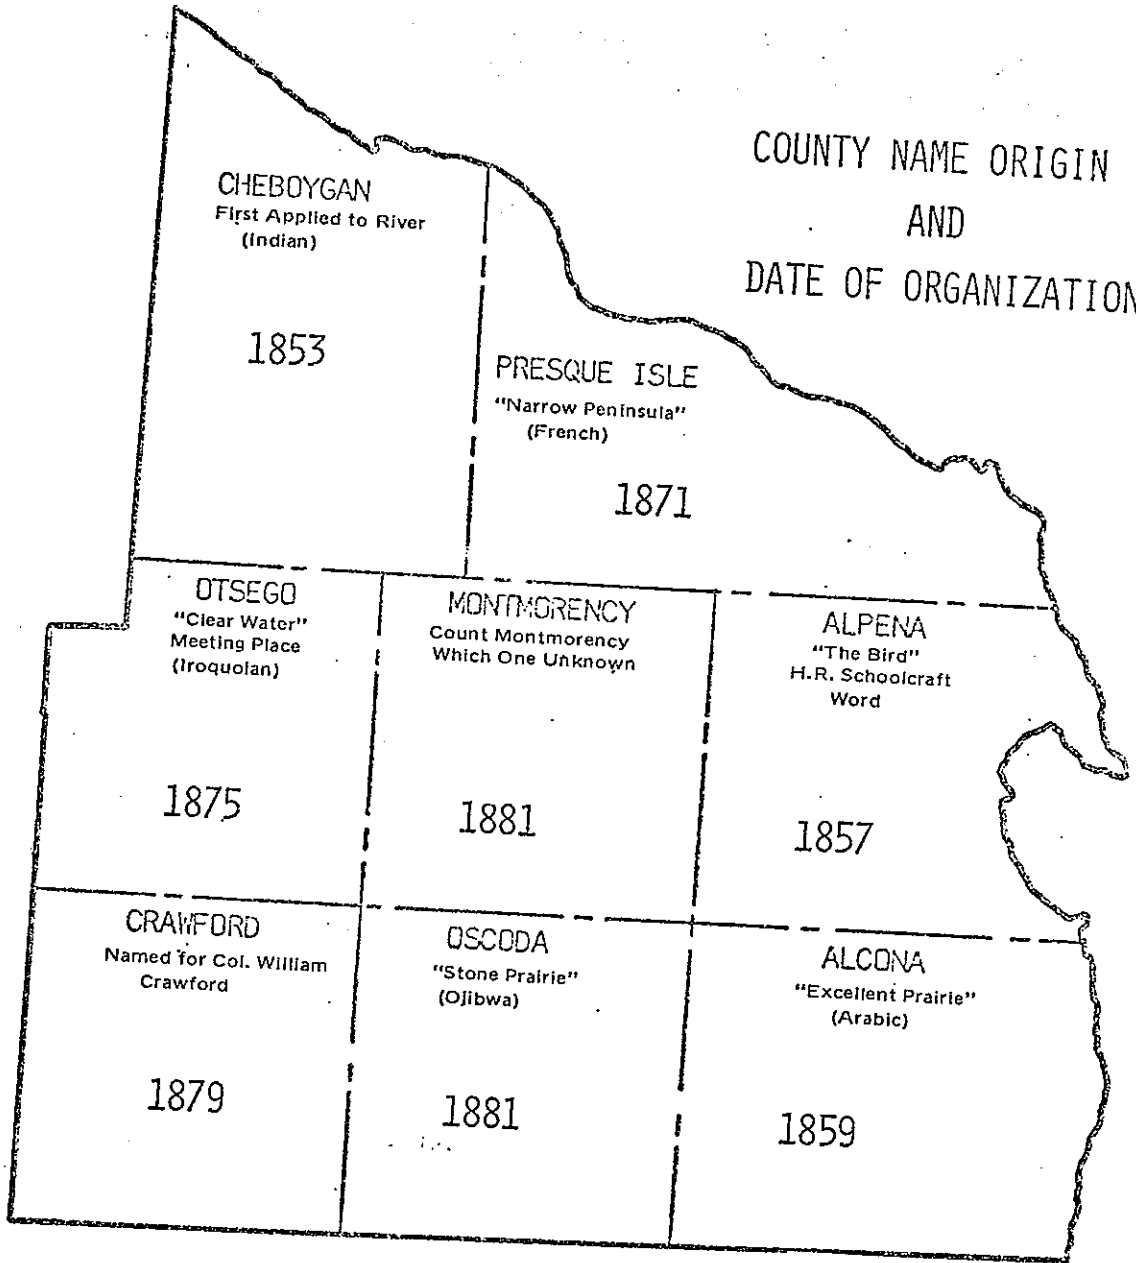 COUNTY NAME ORIGIN
AND
DATE OF ORGANIZATION
CHEBOYGAN
First Applied to River
(Indian)
1853
PRESQUE ISLE
"Narrow Peninsula"
(French)
1871
OTSEGO
"Clear Water"
Meeting Place
(Iroquoian)
1875
MONTMORENCY
Count Montmorency
Which One Unknown
1881
ALPENA
"The Bird"
H.R. Schoolcraft
Word
1857
CRAWFORD
Named for Col. William
Crawford
1879
OSCODA
"Stone Prairie"
(Ojibwa)
1881
ALCONA
"Excellent Prairie"
(Arabic)
1859